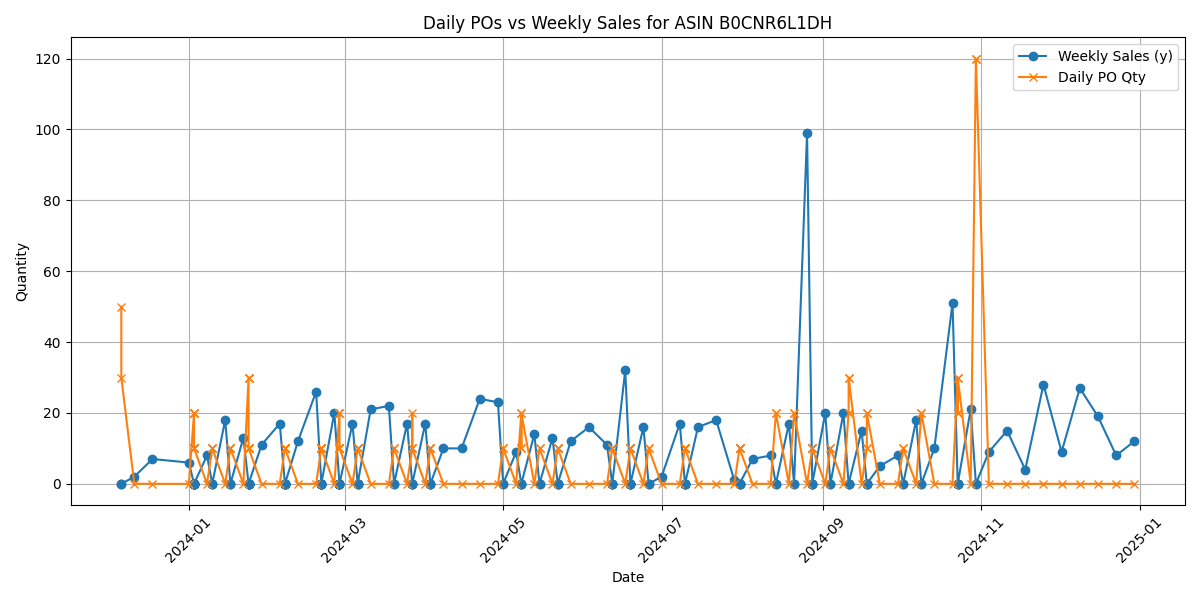 Daily POs vs Weekly Sales for ASIN B0CNR6L1DH
Weekly Sales (y)
Daily PO Qty
120
100
80
60
40
20
0
Quantity
2024-01
2024-03
2024-05
2024-07
2024-09
2024-11
2025-01
Date